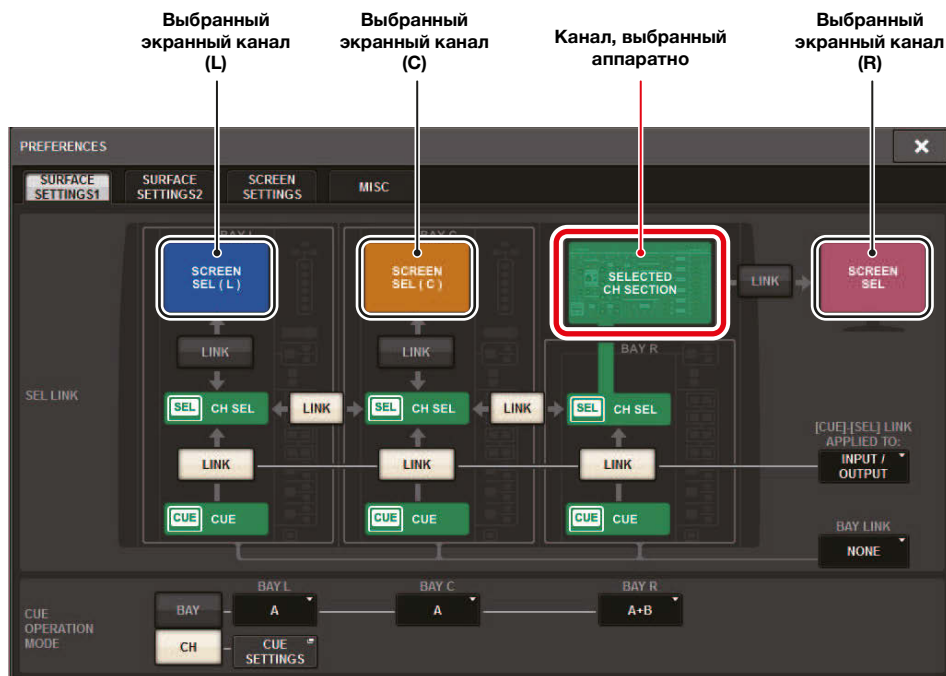 Выбранный
экранный канал
(L)
Выбранный
экранный канал
(C)
Канал, выбранный
аппаратно
Выбранный
экранный канал
(R)
PREFERENCES
SURFACE
SETTINGS1
SURFACE
SETTINGS2
SCREEN
SETTINGS
MISC
BAY L
BAY C
SCREEN
SEL ( L )
SCREEN
SEL ( C )
SELECTED
CH SECTION
LINK
SCREEN
SEL
LINK
LINK
BAY R
SEL LINK
SEL CH SEL
LINK
SEL CH SEL
LINK
SEL CH SEL
[CUE]-[SEL] LINK
APPLIED TO:
LINK
LINK
LINK
INPUT /
OUTPUT
CUE CUE
CUE CUE
CUE CUE
BAY LINK
NONE
CUE
OPERATION
MODE
BAY L
BAY C
BAY R
BAY
A
A
A+B
CH
CUE
SETTINGS